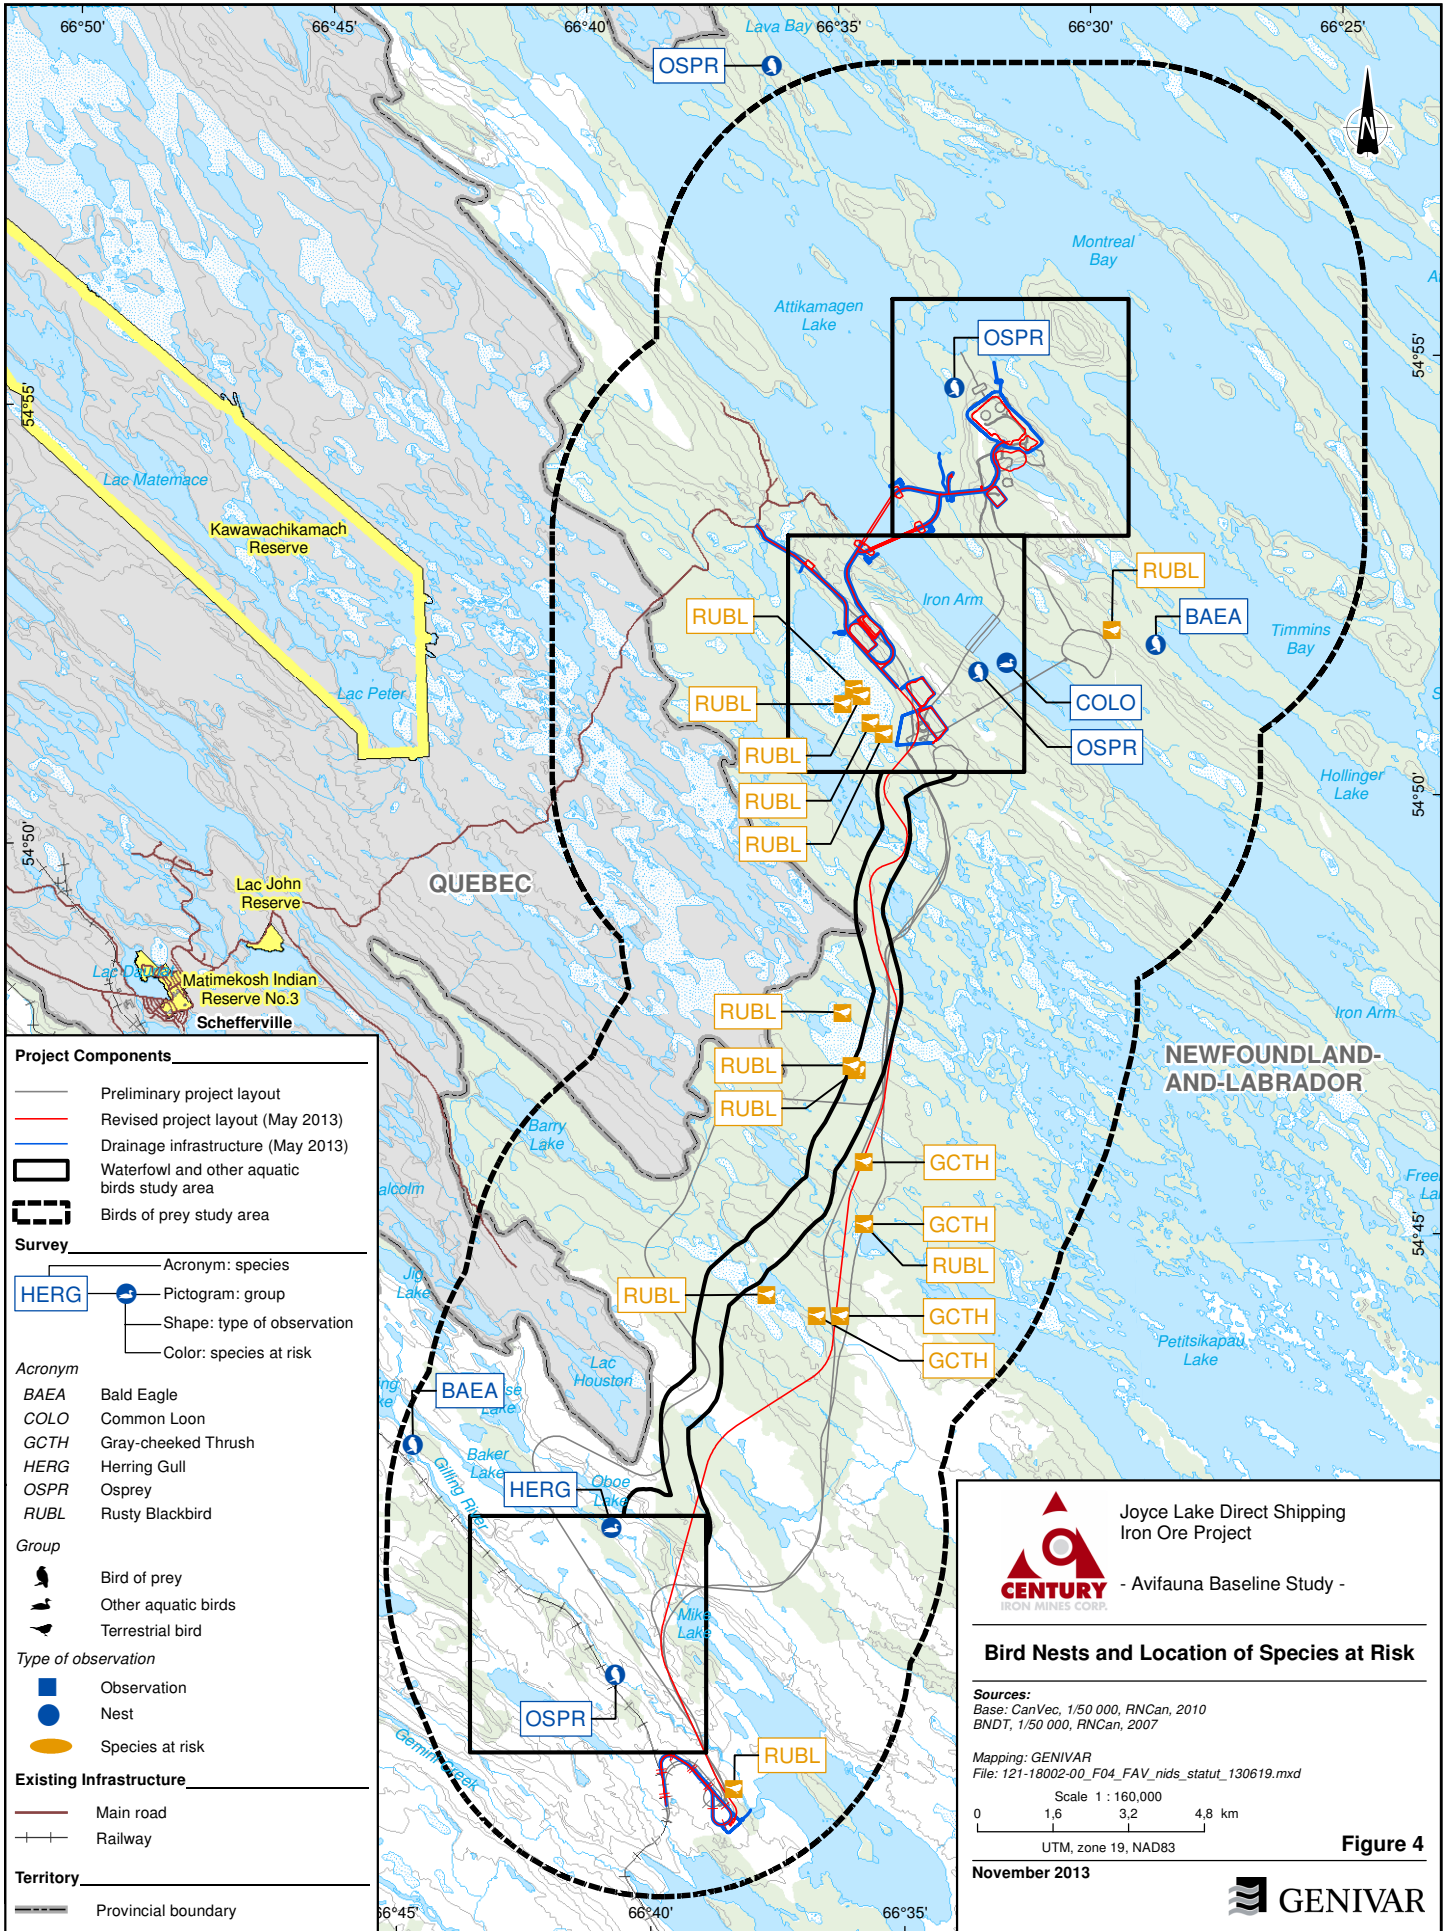 66°50'
66°45'
66°40'
66°35'
66°30'
66°25'
Lava Bay
OSPR
N
Montreal
Bay
Attikamagen
Lake
OSPR
54°55'
54°55'
Lac Matemace
Kawawachikamach
Reserve
RUBL
Iron Arm
RUBL
BAEA
Timmins
Bay
Lac Peter
RUBL
COLO
RUBL
OSPR
Hollinger
Lake
RUBL
54°50'
RUBL
54°50'
QUEBEC
Lac John
Reserve
Matimekosh Indian
Reserve No.3
Schefferville
RUBL
Iron Arm
NEWFOUNDLAND-
AND-LABRADOR
RUBL
RUBL
Barry
Lake
GCTH
GCTH
54°45'
RUBL
Jig
Lake
RUBL
GCTH
Petitsikapau
Lake
GCTH
Lac
Houston
BAEA
Baker
Lake
Gilling River
HERG
Oboe
Lake
Mike
Lake
OSPR
Gemini Creek
RUBL
66°45'
66°40'
66°35'
Project Components
Preliminary project layout
Revised project layout (May 2013)
Drainage infrastructure (May 2013)
Waterfowl and other aquatic
birds study area
Birds of prey study area
Survey
Acronym: species
HERG
Pictogram: group
Shape: type of observation
Color: species at risk
Acronym
BAEA Bald Eagle
COLO Common Loon
GCTH Gray-cheeked Thrush
HERG Herring Gull
OSPR Osprey
RUBL Rusty Blackbird
Group
Bird of prey
Other aquatic birds
Terrestrial bird
Type of observation
Observation
Nest
Species at risk
Existing Infrastructure
Main road
Railway
Territory
Provincial boundary
CENTURY
IRON MINES CORP.
Joyce Lake Direct Shipping
Iron Ore Project
- Avifauna Baseline Study -
Bird Nests and Location of Species at Risk
Sources:
Base: CanVec, 1/50 000, RNCan, 2010
BNDT, 1/50 000, RNCan, 2007
Mapping: GENIVAR
File: 121-18002-00_F04_FAV_nids_statut_130619.mxd
Scale 1 : 160,000
0 1,6 3,2 4,8 km
UTM, zone 19, NAD83
Figure 4
November 2013
GENIVAR